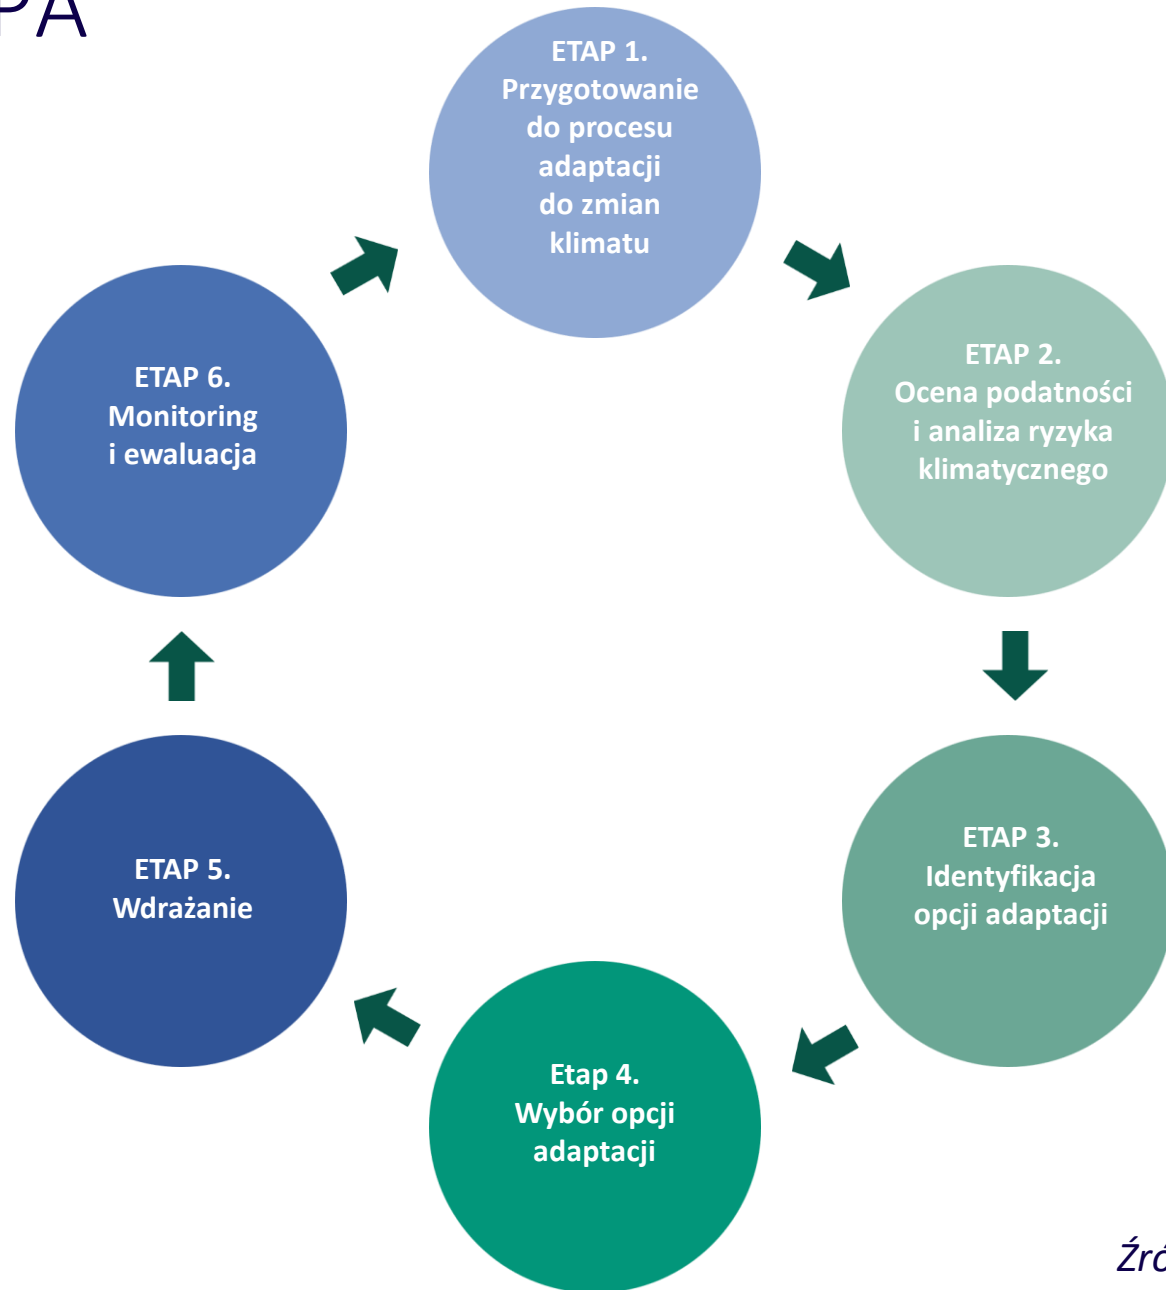 PA
ETAP 1.
Przygotowanie
do procesu
adaptacji
do zmian
klimatu
ETAP 2.
Ocena podatności
i analiza ryzyka
klimatycznego
ETAP 3.
Identyfikacja
opcji adaptacji
Etap 4.
Wybór opcji
adaptacji
ETAP 5.
Wdrażanie
ETAP 6.
Monitoring
i ewaluacja
Źró